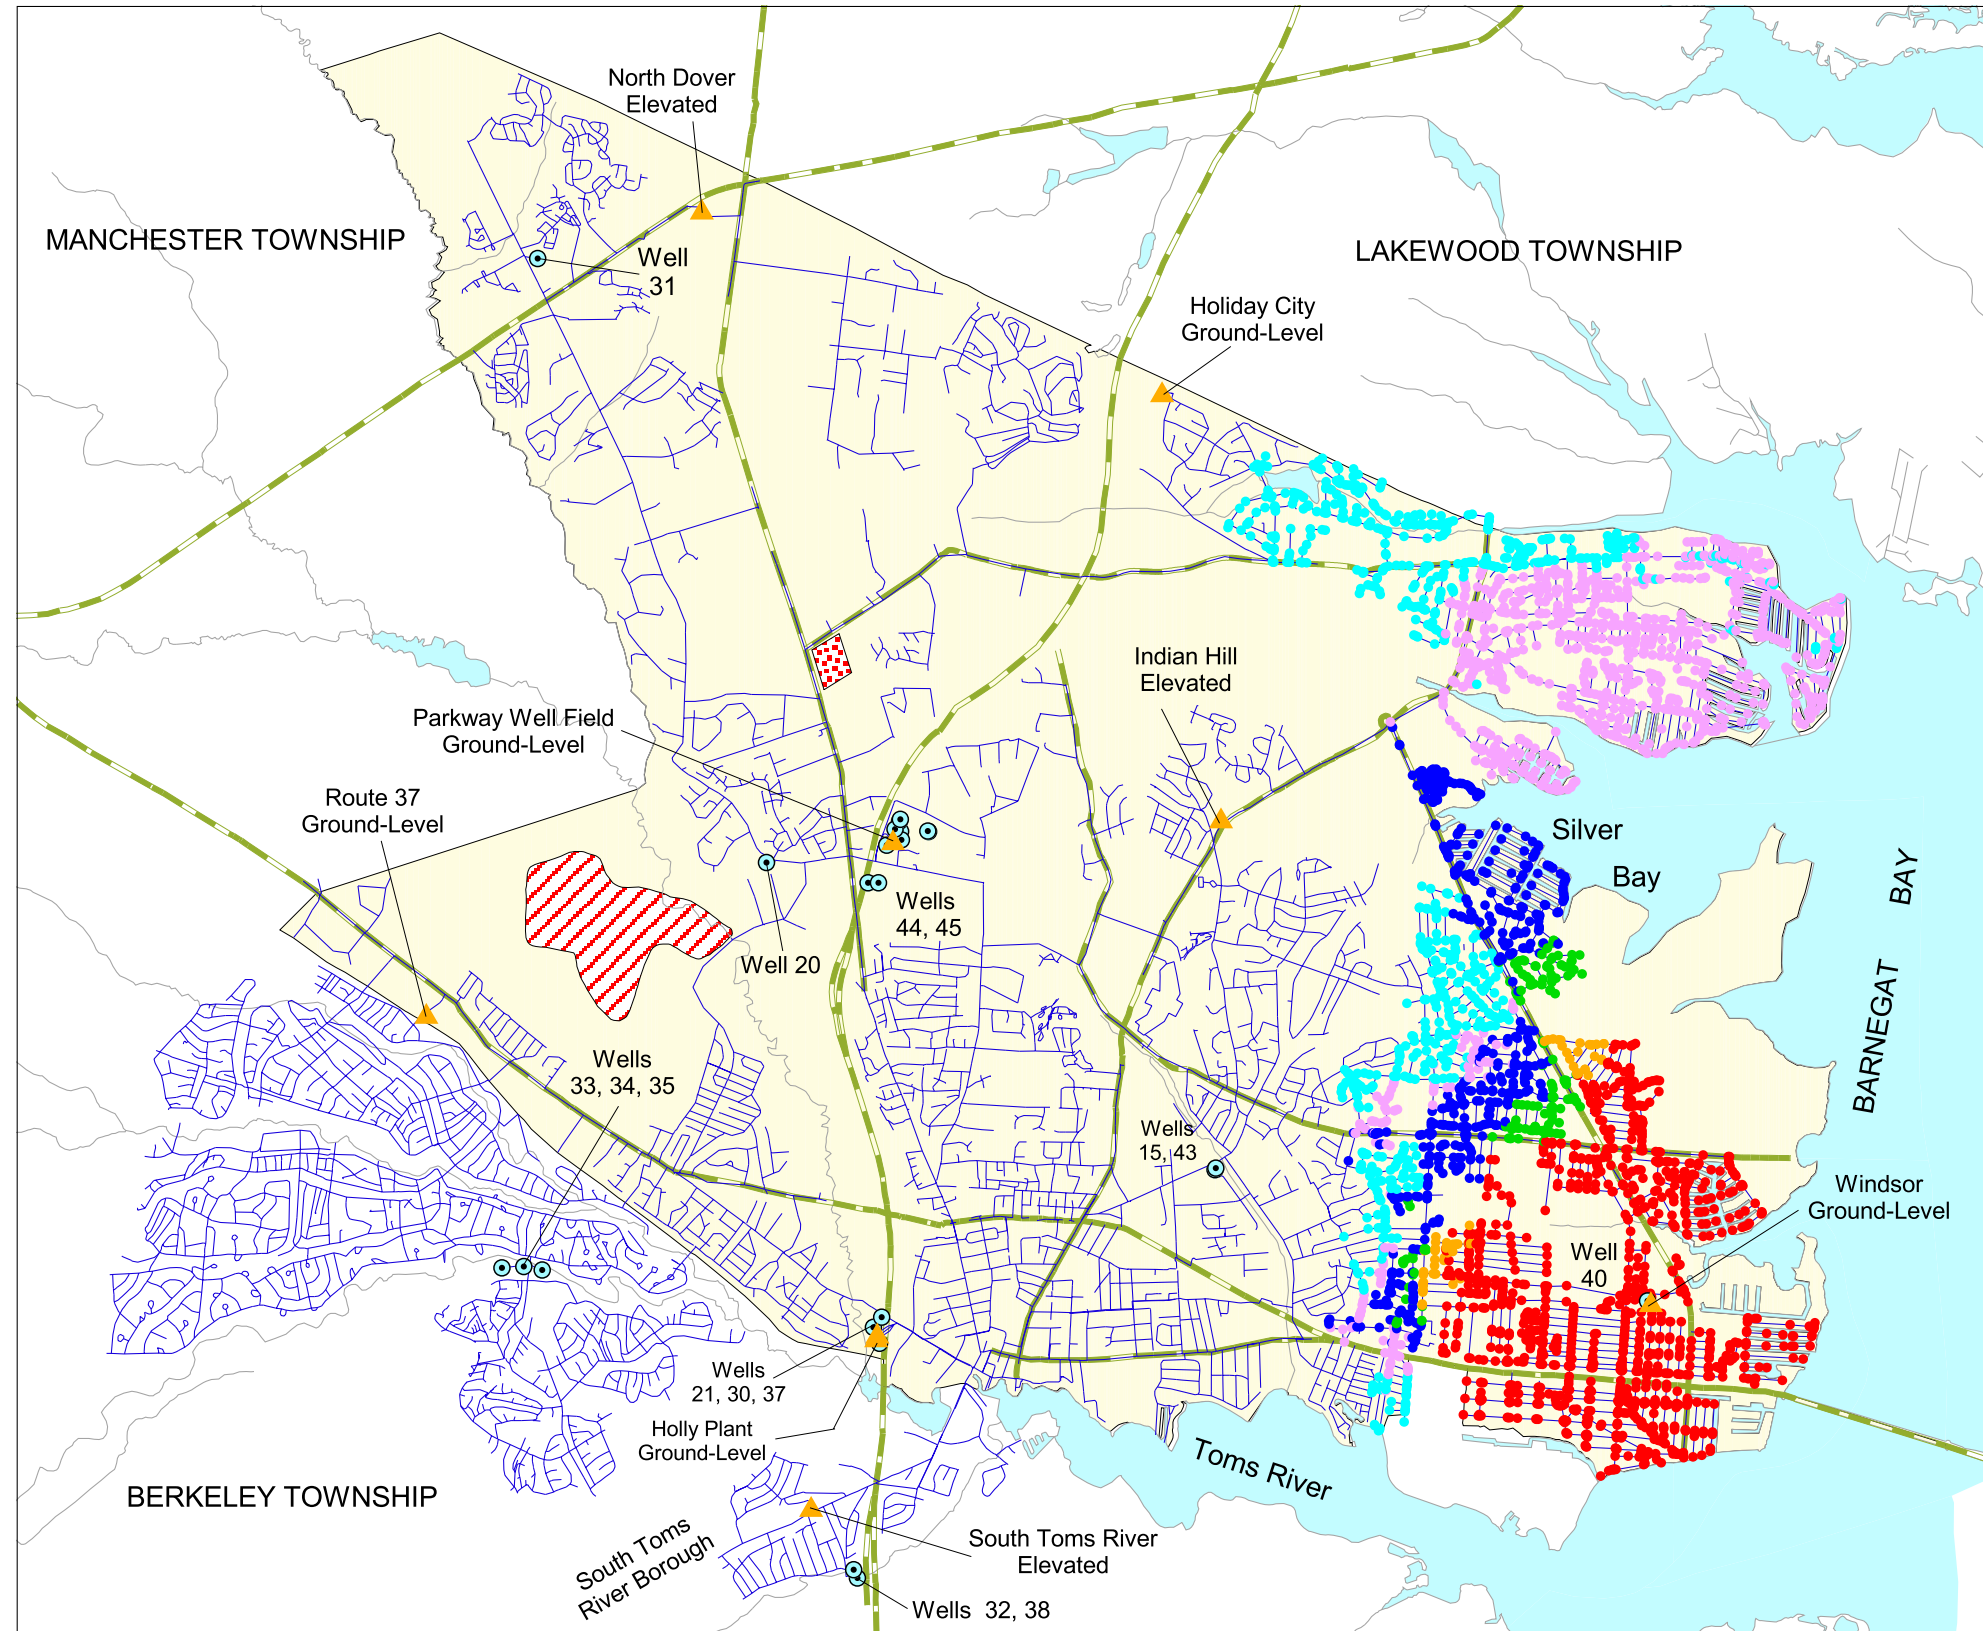 North Dover
Elevated
MANCHESTER TOWNSHIP
Well
31
LAKEWOOD TOWNSHIP
Holiday City
Ground-Level
Indian Hill
Elevated
Parkway Well Field
Ground-Level
Route 37
Ground-Level
Silver
Bay
BARNEGAT BAY
Wells
44, 45
Well 20
Wells
33, 34, 35
Wells
15, 43
Windsor
Ground-Level
Well
40
Wells
21, 30, 37
Holly Plant
Ground-Level
Toms River
BERKELEY TOWNSHIP
South Toms
River Borough
South Toms River
Elevated
Wells 32, 38